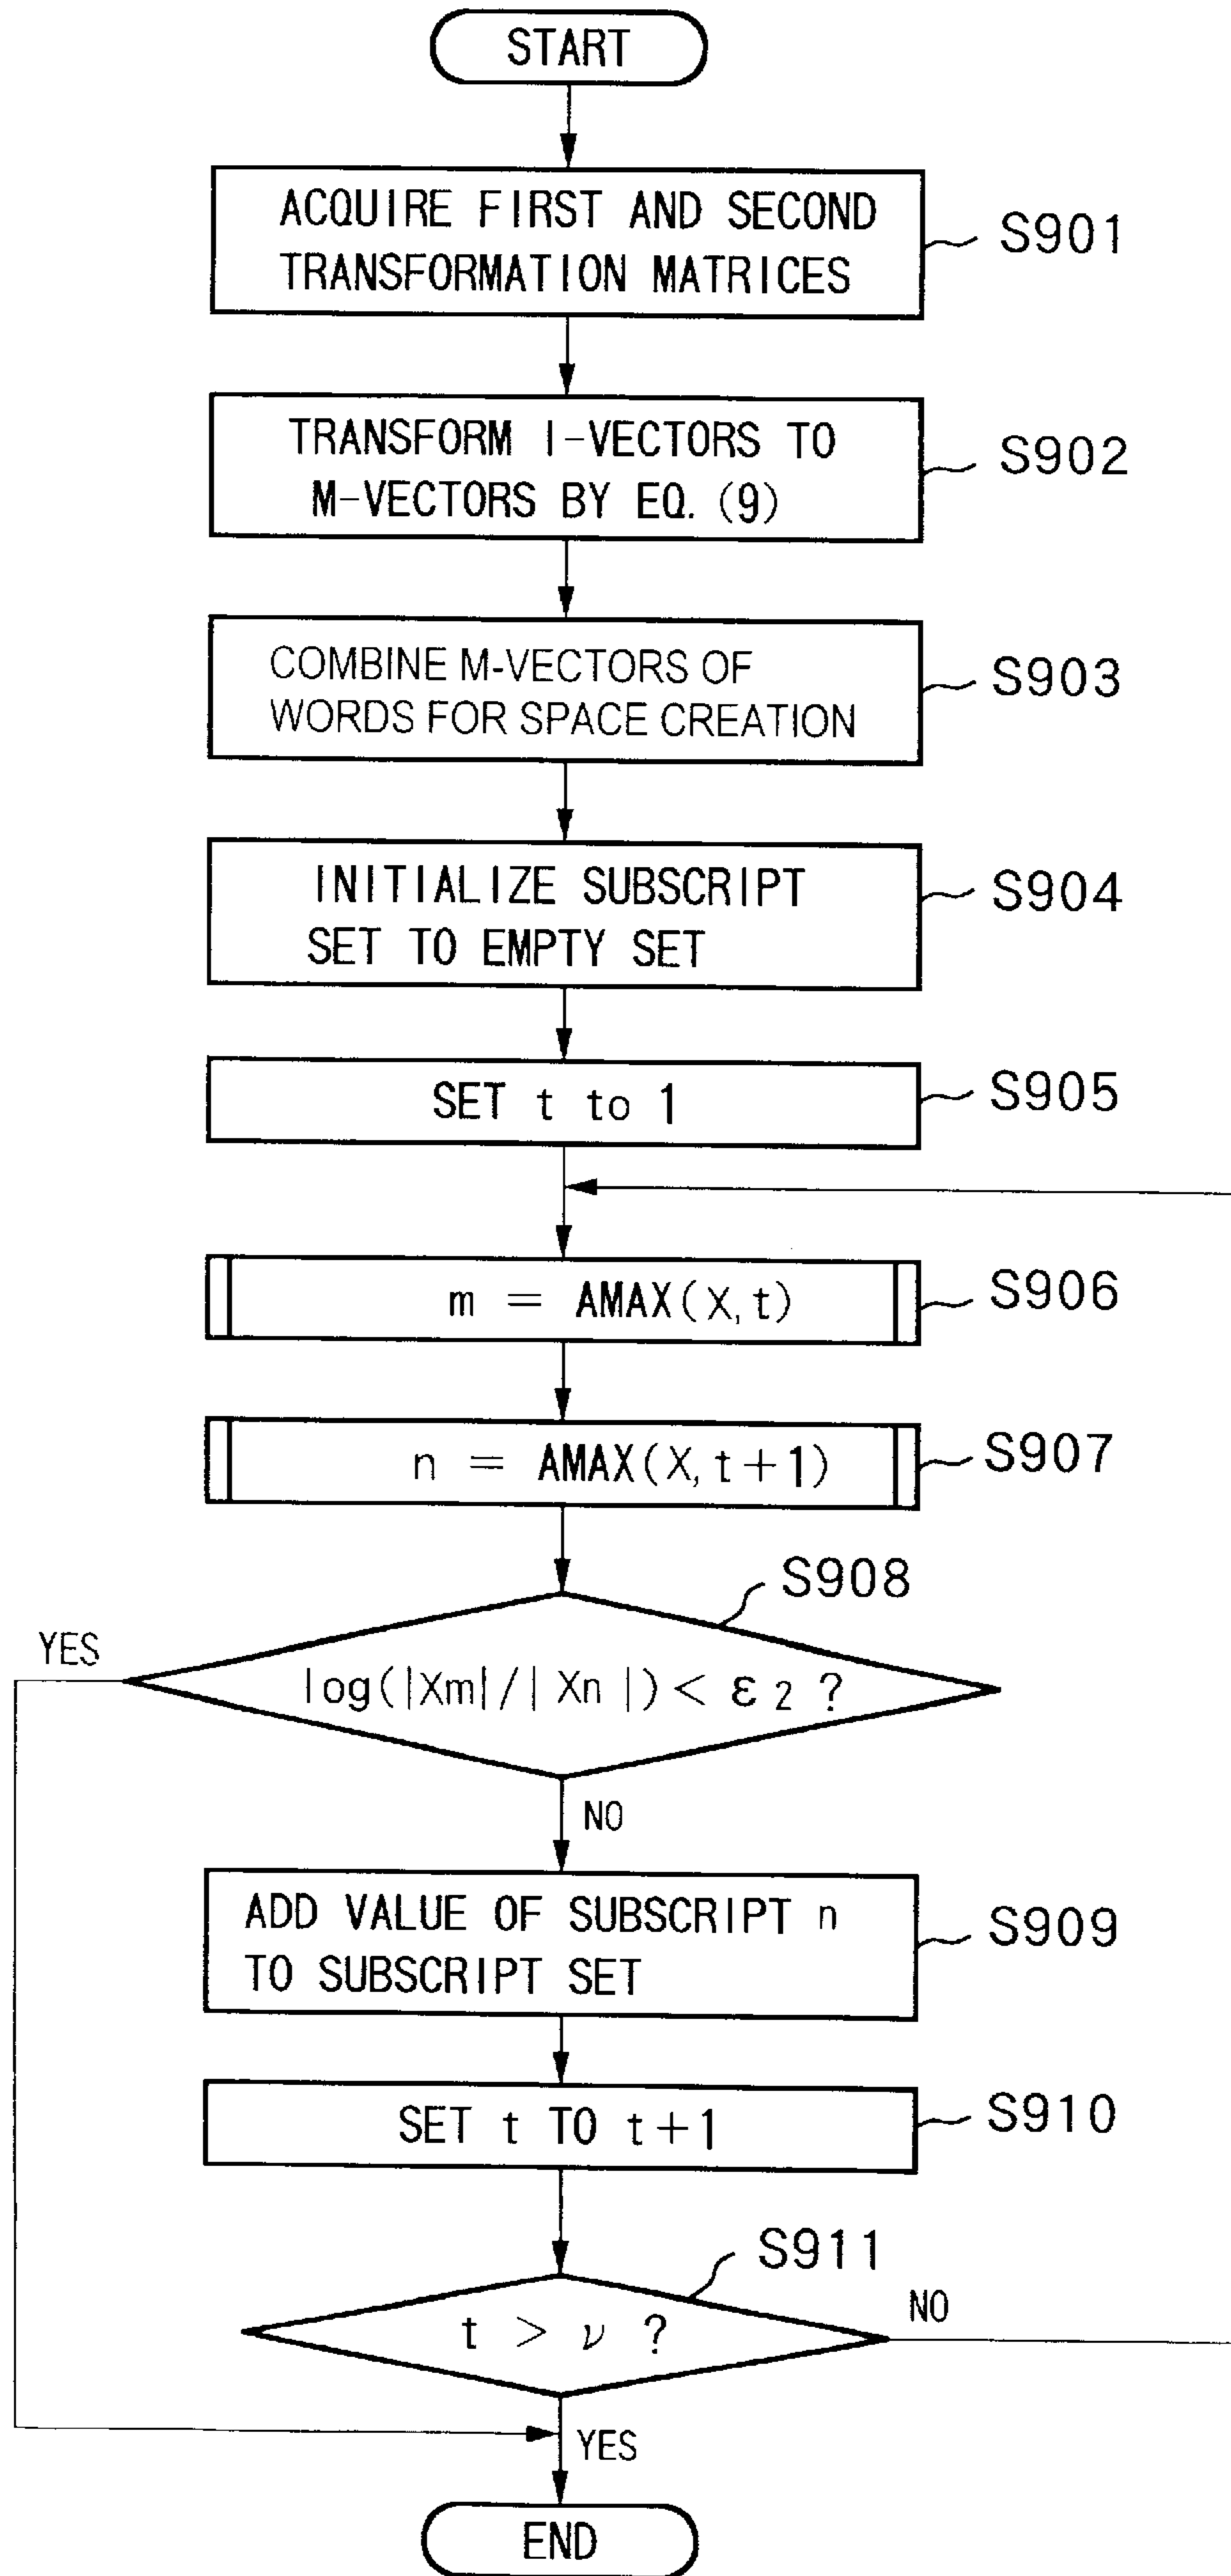 START
ACQUIRE FIRST AND SECOND
TRANSFORMATION MATRICES
S901
TRANSFORM I-VECTORS TO
M-VECTORS BY EQ. (9)
S902
COMBINE M-VECTORS OF
WORDS FOR SPACE CREATION
S903
INITIALIZE SUBSCRIPT
SET TO EMPTY SET
S904
SET t to 1
S905
m = AMAX(X,t)
S906
n = AMAX(X,t+1)
S907
S908
YES
log(|Xm|/|Xn|) < ε2 ?
NO
ADD VALUE OF SUBSCRIPT n
TO SUBSCRIPT SET
S909
SET t TO t+1
S910
S911
t > ν ?
NO
YES
END